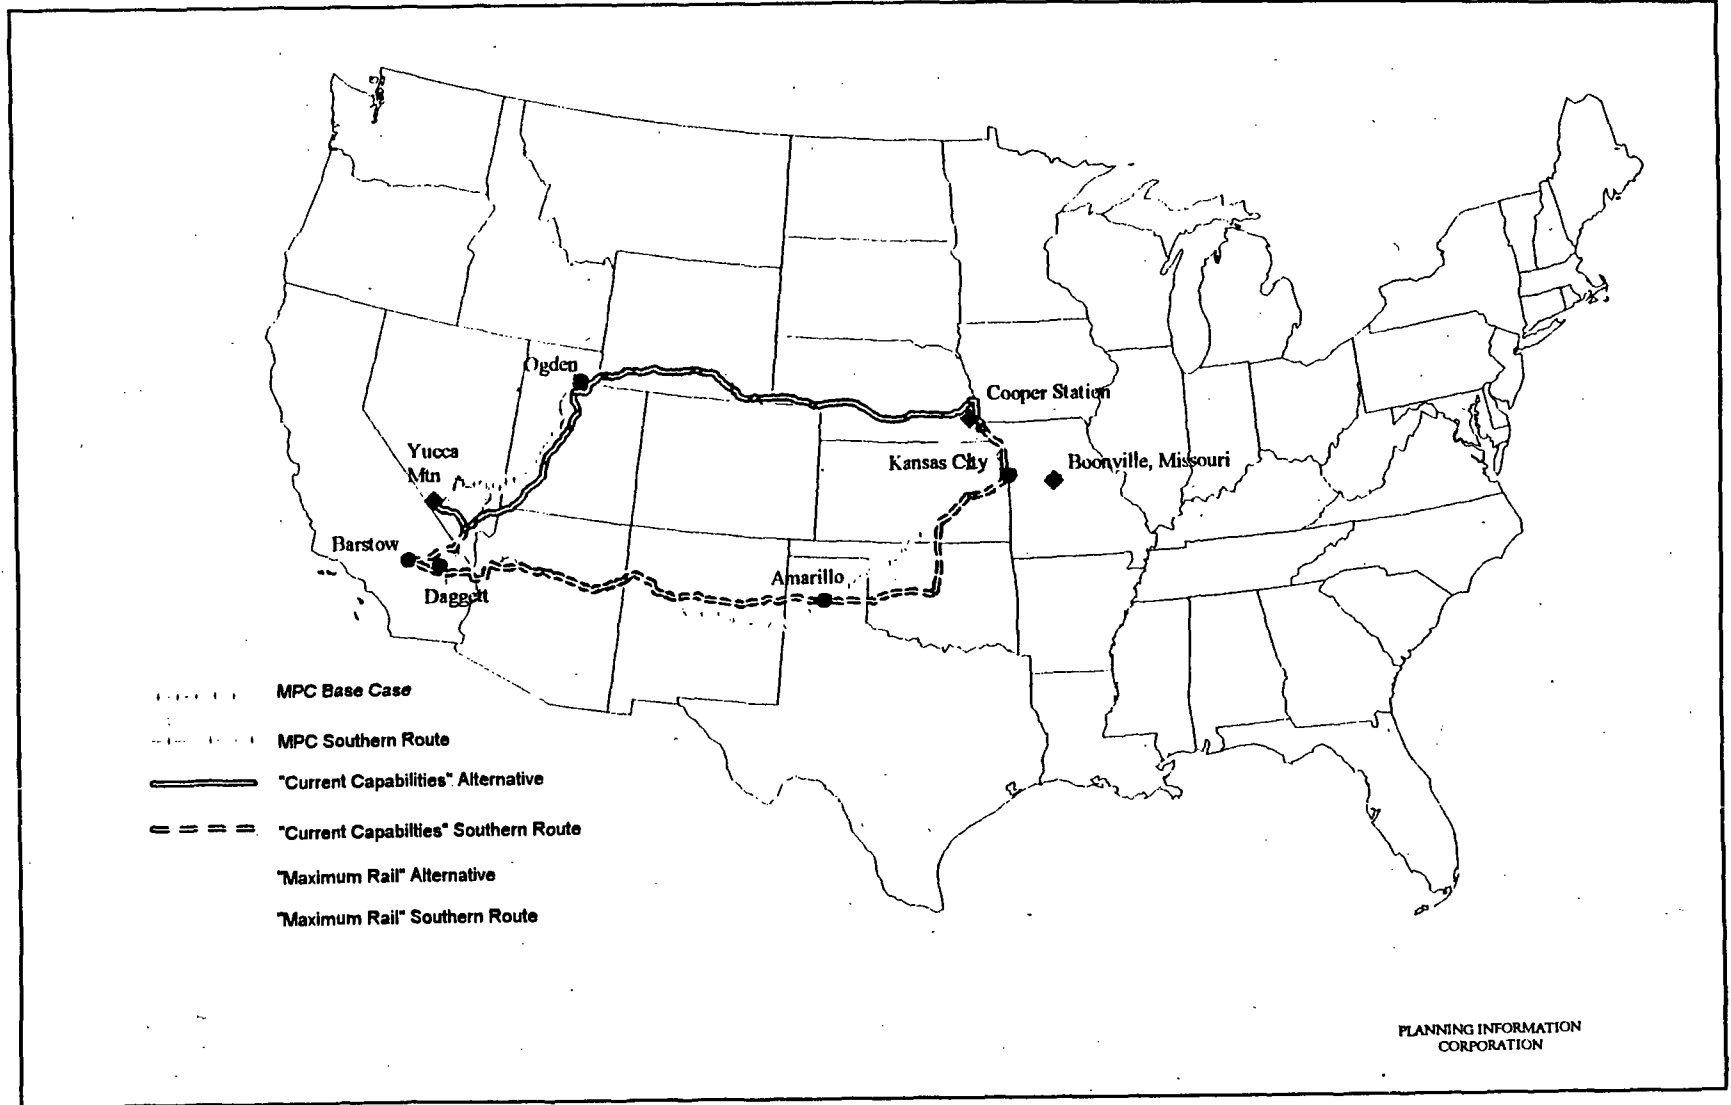 Ogden
Cooper Station
Yucca
Mtn
Kansas City
Boonville, Missouri
Barstow
Daggett
Amarillo
MPC Base Case
MPC Southern Route
"Current Capabilities" Alternative
"Current Capabilties" Southern Route
"Maximum Rail" Alternative
"Maximum Rail" Southern Route
PLANNING INFORMATION
CORPORATION